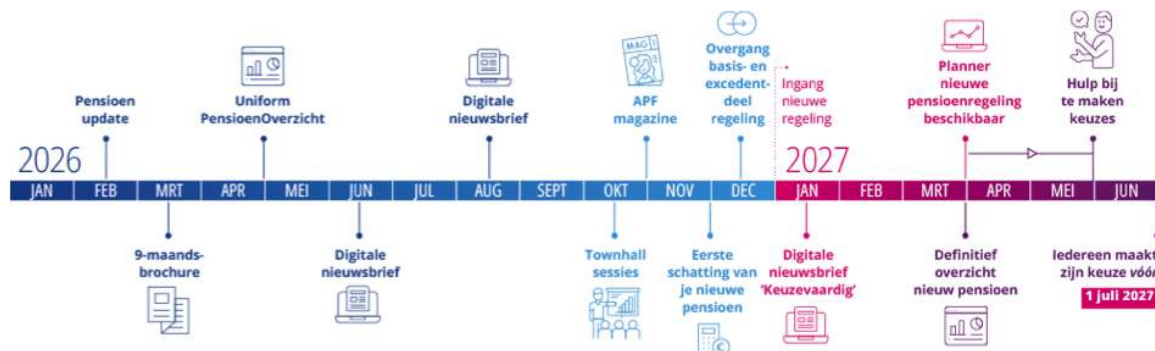 Pensioen
update
Uniform
PensioenOverzicht
Digitale
nieuwsbrief
MAG
APF
magazine
Overgang
basis- en
excedent-
deel
regeling
Ingang
nieuwe
regeling
Planner
nieuwe
pensioenregeling
beschikbaar
Hulp bij
te maken
keuzes
2026
2027
JAN FEB MRT APR MEI JUN JUL AUG SEPT OKT NOV DEC JAN FEB MRT APR MEI JUN
9-maands-
brochure
Digitale
nieuwsbrief
Townhall
sessies
Eerste
schatting van
je nieuwe
pensioen
€
Digitale
nieuwsbrief
‘Keuzevaardig’
Definitief
overzicht
nieuw pensioen
Iedereen maakt
zijn keuze vóór
1 juli 2027